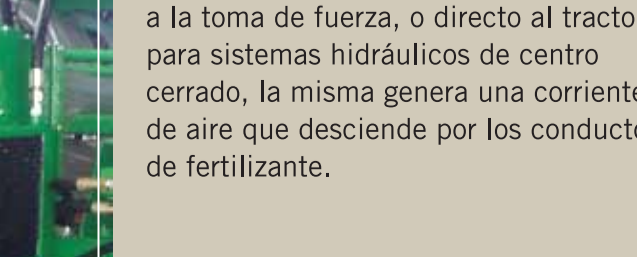 a la toma de fuerza, o directo al tracto
para sistemas hidráulicos de centro
cerrado, la misma genera una corriente
de aire que desciende por los conducto
de fertilizante.